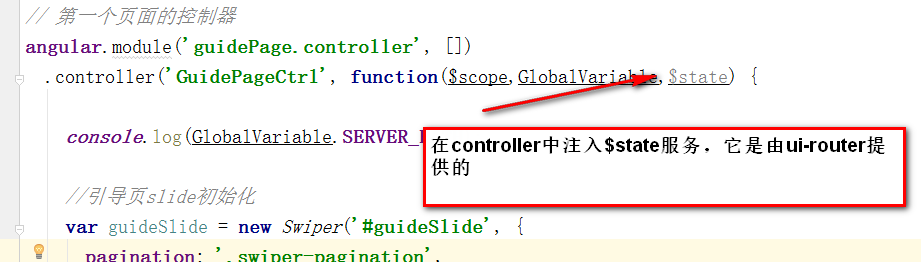 // 第一个页面的控制器
angular.module('guidePage.controller', [])
.controller('GuidePageCtrl', function($scope,GlobalVariable,$state) {
console.log(GlobalVariable.SERVER_
在controller中注入$state服务，它是由ui-router提
供的
//引导页slide初始化
var guideSlide = new Swiper('#guideSlide', {
pagination: '.swiper-pagination',